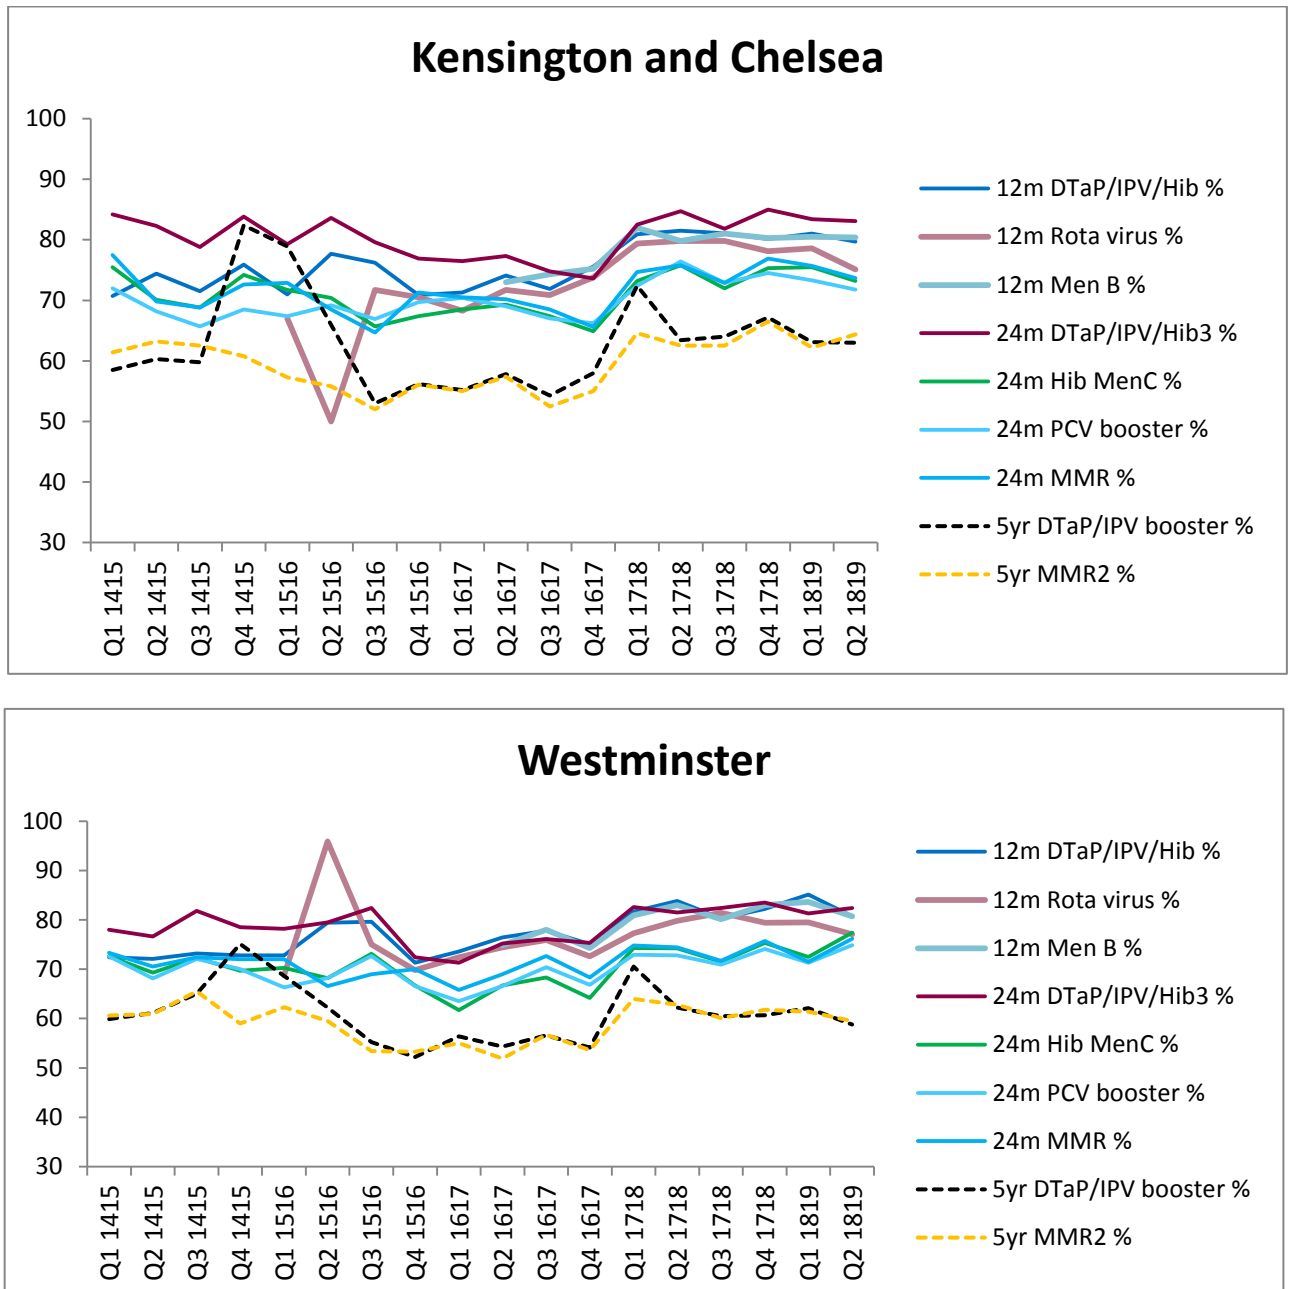 Kensington and Chelsea
100
90
80
70
60
50
40
30
Q1 1415
Q2 1415
Q3 1415
Q4 1415
Q1 1516
Q2 1516
Q3 1516
Q4 1516
Q1 1617
Q2 1617
Q3 1617
Q4 1617
Q1 1718
Q2 1718
Q3 1718
Q4 1718
Q1 1819
Q2 1819
12m DTaP/IPV/Hib %
12m Rota virus %
12m Men B %
24m DTaP/IPV/Hib3 %
24m Hib MenC %
24m PCV booster %
24m MMR %
5yr DTaP/IPV booster %
5yr MMR2 %
Westminster
100
90
80
70
60
50
40
30
Q1 1415
Q2 1415
Q3 1415
Q4 1415
Q1 1516
Q2 1516
Q3 1516
Q4 1516
Q1 1617
Q2 1617
Q3 1617
Q4 1617
Q1 1718
Q2 1718
Q3 1718
Q4 1718
Q1 1819
Q2 1819
12m DTaP/IPV/Hib %
12m Rota virus %
12m Men B %
24m DTaP/IPV/Hib3 %
24m Hib MenC %
24m PCV booster %
24m MMR %
5yr DTaP/IPV booster %
5yr MMR2 %